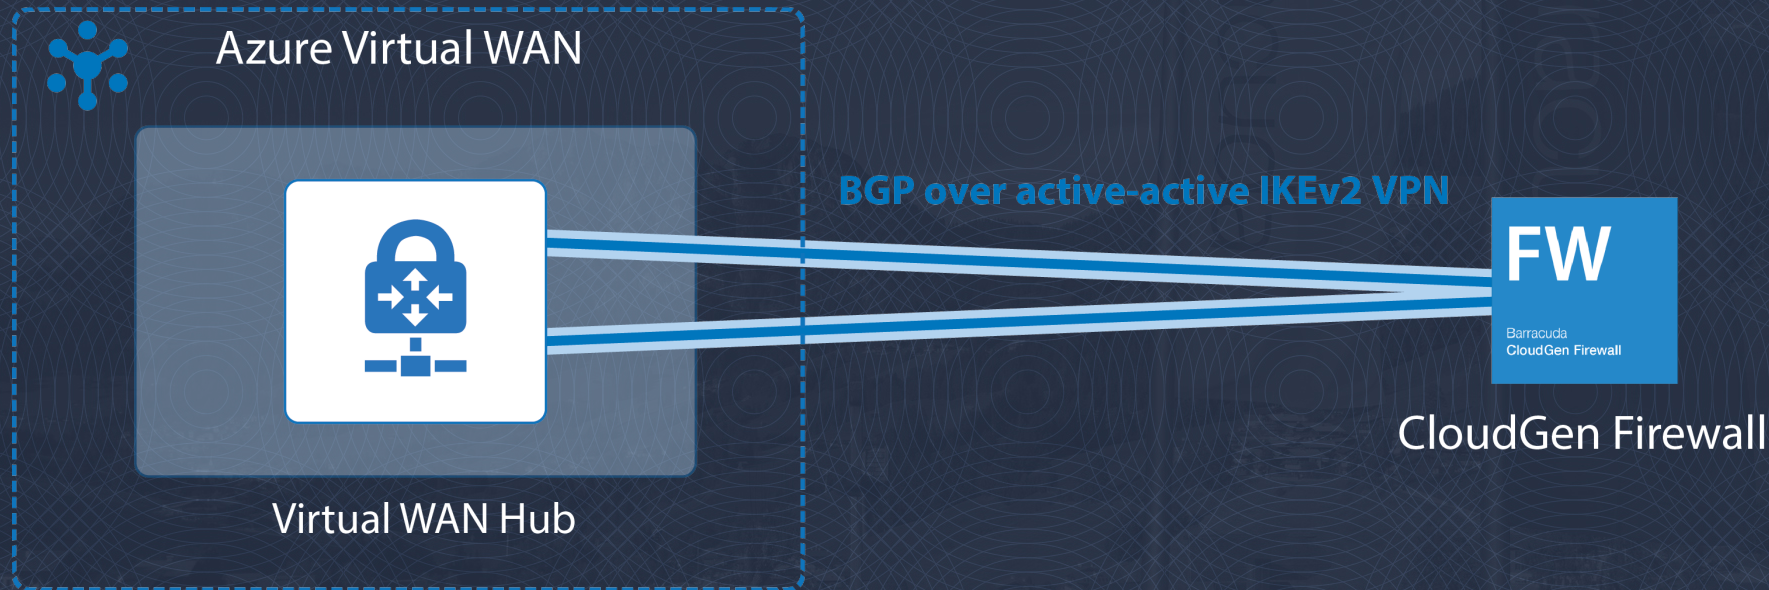 Azure Virtual WAN
BGP over active-active IKEv2 VPN
FW
Barracuda
CloudGen Firewall
CloudGen Firewall
Virtual WAN Hub